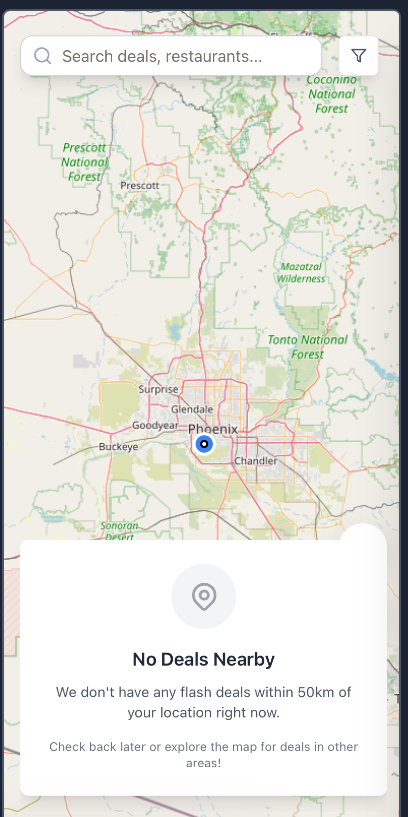 Search deals, restaurants...
Coconino
National
Forest
Prescott
National
Forest
Prescott
Mazatzal
Wilderness
Tonto National
Forest
Surprise
Glendale
Goodyear
Phoenix
Buckeye
Chandler
Sonoran
Desert
No Deals Nearby
We don't have any flash deals within 50km of
your location right now.
Check back later or explore the map for deals in other
areas!